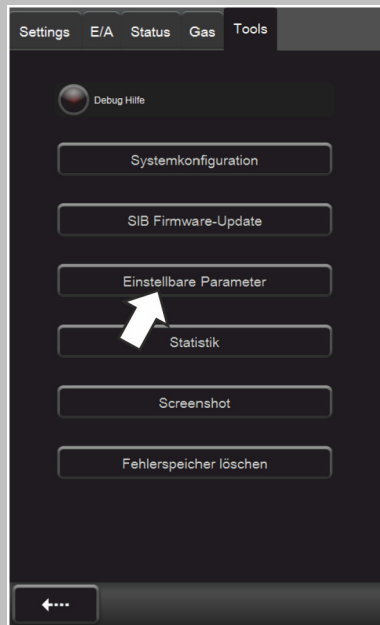 Settings E/A Status Gas Tools
Debug Hilfe
Systemkonfiguration
SIB Firmware-Update
Einstellbare Parameter
Statistik
Screenshot
Fehlerspeicher löschen